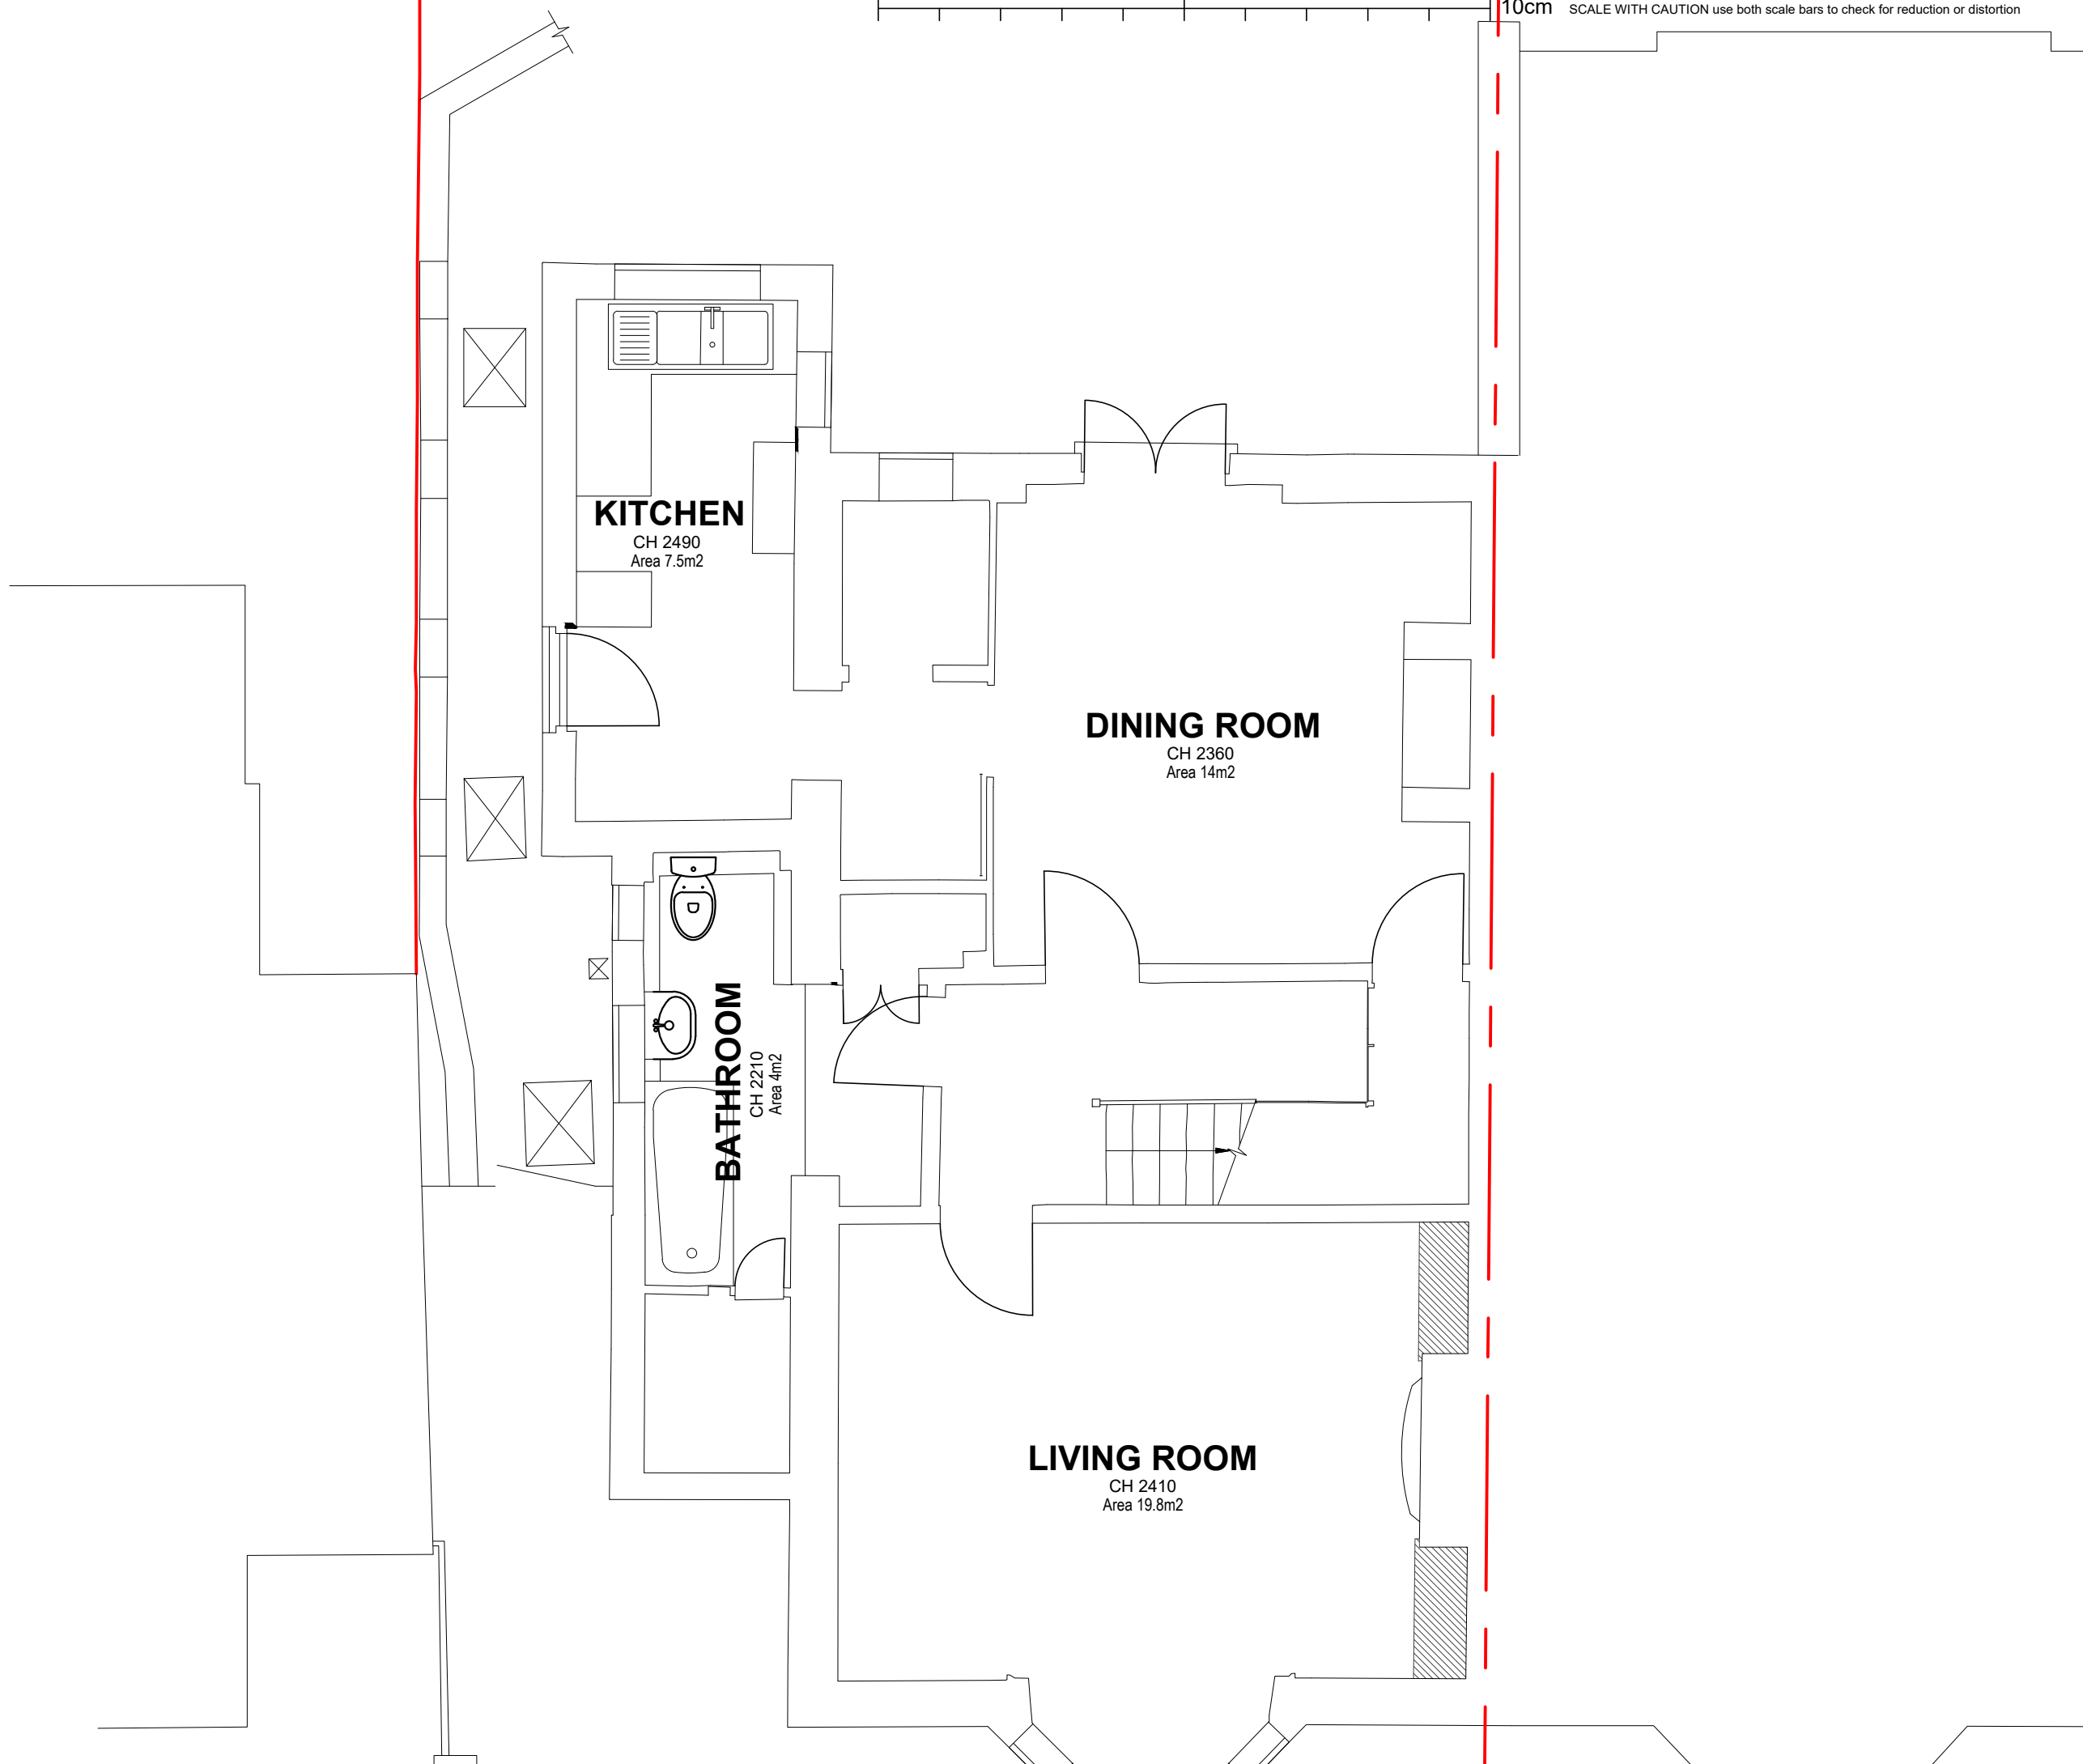 10cm SCALE WITH CAUTION use both scale bars to check for reduction or distortion
KITCHEN
CH 2490
Area 7.5m2
DINING ROOM
CH 2360
Area 14m2
BATHROOM
CH 2210
Area 4m2
LIVING ROOM
CH 2410
Area 19.8m2